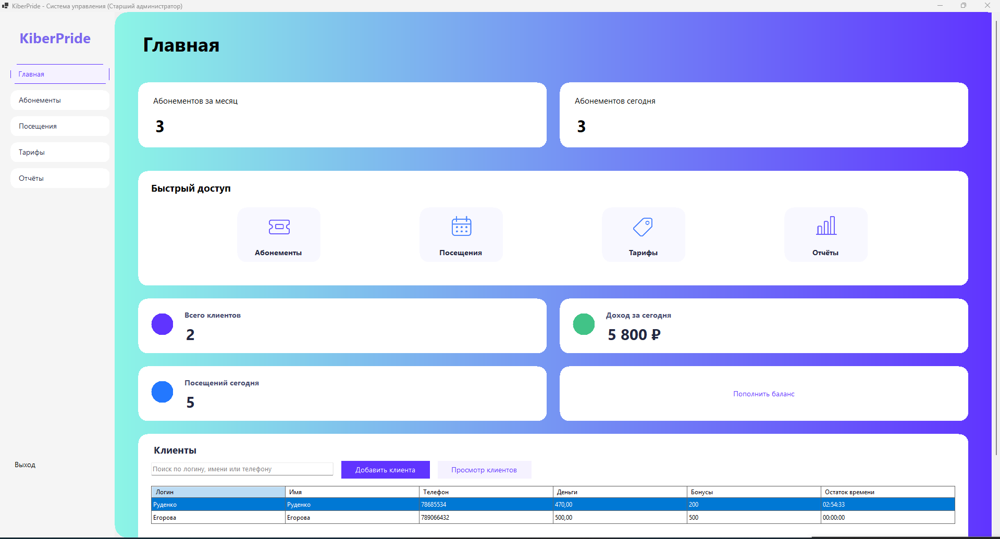 KiberPride - Система управления (Старший администратор)
KiberPride
Главная
Абонементы
Посещения
Тарифы
Отчёты
Выход
Главная
Абонементов за месяц
3
Абонементов сегодня
3
Быстрый доступ
Абонементы
Посещения
Тарифы
Отчёты
Всего клиентов
2
Доход за сегодня
5 800 ₽
Посещений сегодня
5
Пополнить баланс
Клиенты
Поиск по логину, имени или телефону
Добавить клиента
Просмотр клиентов
Логин Имя Телефон Деньги Бонусы Остаток времени
Руденко Руденко 78685534 470,00 200 02:54:33
Егорова Егорова 789066432 500,00 500 00:00:00